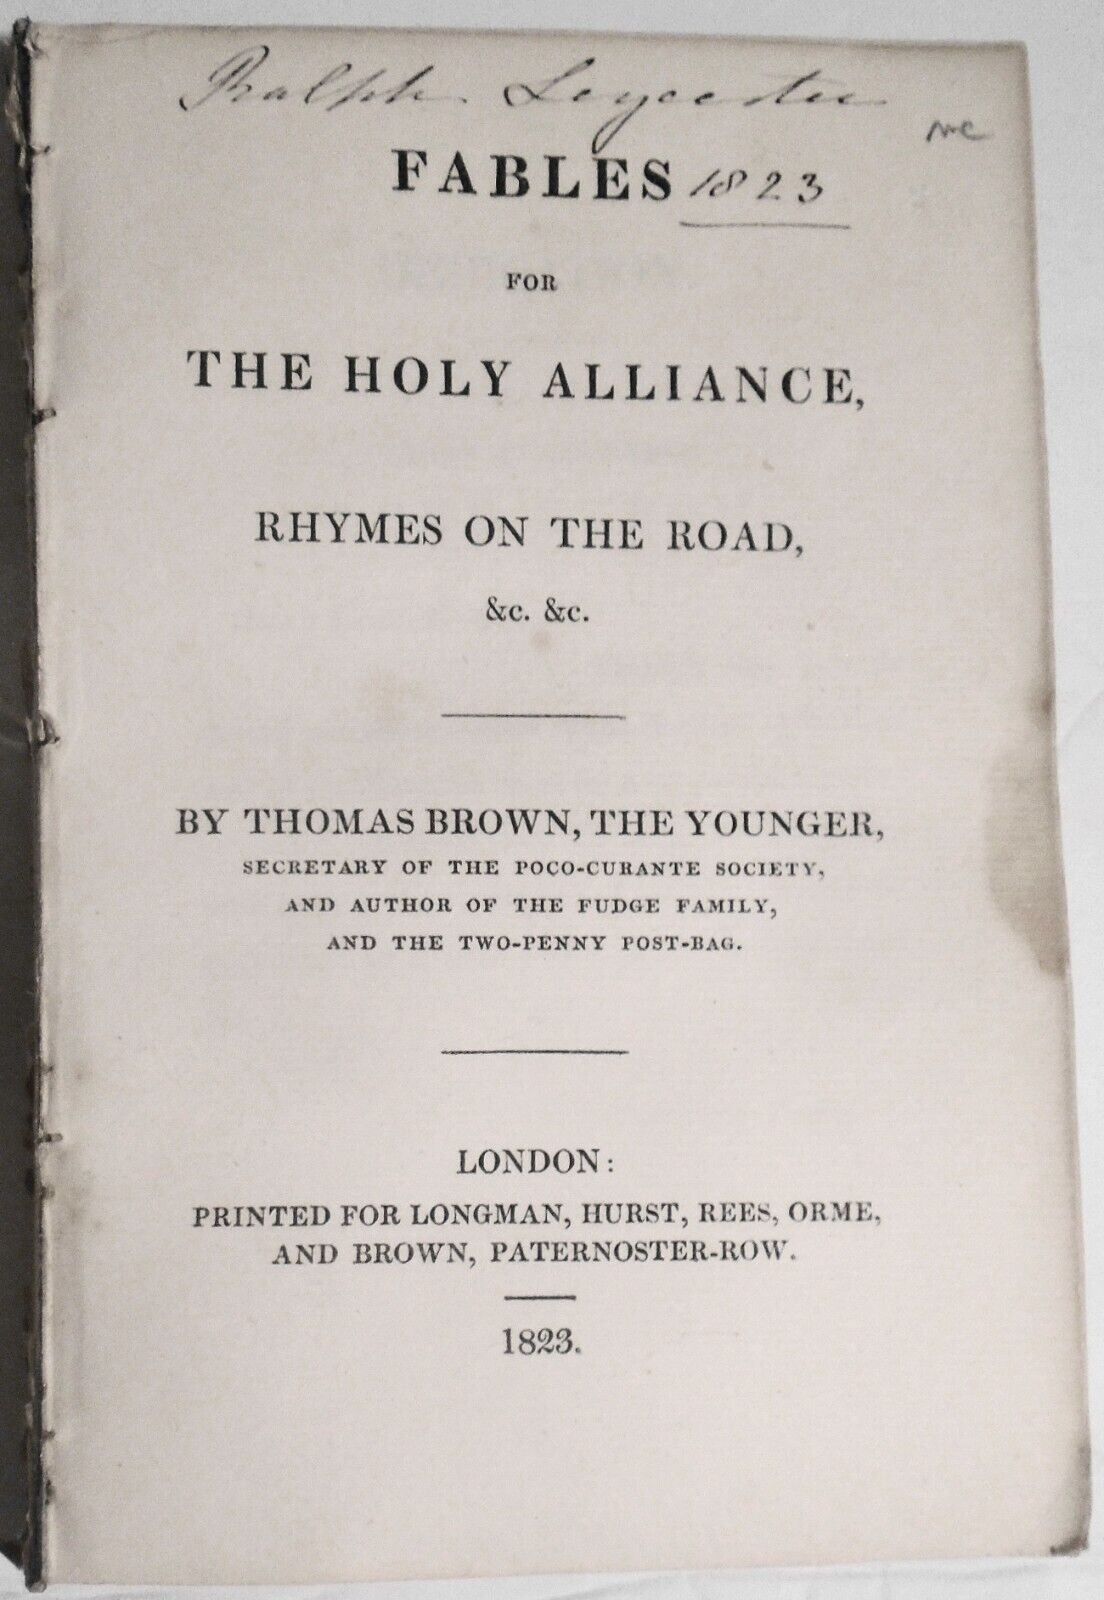 Ralph Leycester
FABLES 1823
FOR
THE HOLY ALLIANCE,
RHYMES ON THE ROAD,
&c. &c.
BY THOMAS BROWN, THE YOUNGER,
SECRETARY OF THE POCO-CURANTE SOCIETY,
AND AUTHOR OF THE FUDGE FAMILY,
AND THE TWO-PENNY POST-BAG.
LONDON:
PRINTED FOR LONGMAN, HURST, REES, ORME,
AND BROWN, PATERNOSTER-ROW.
1823.